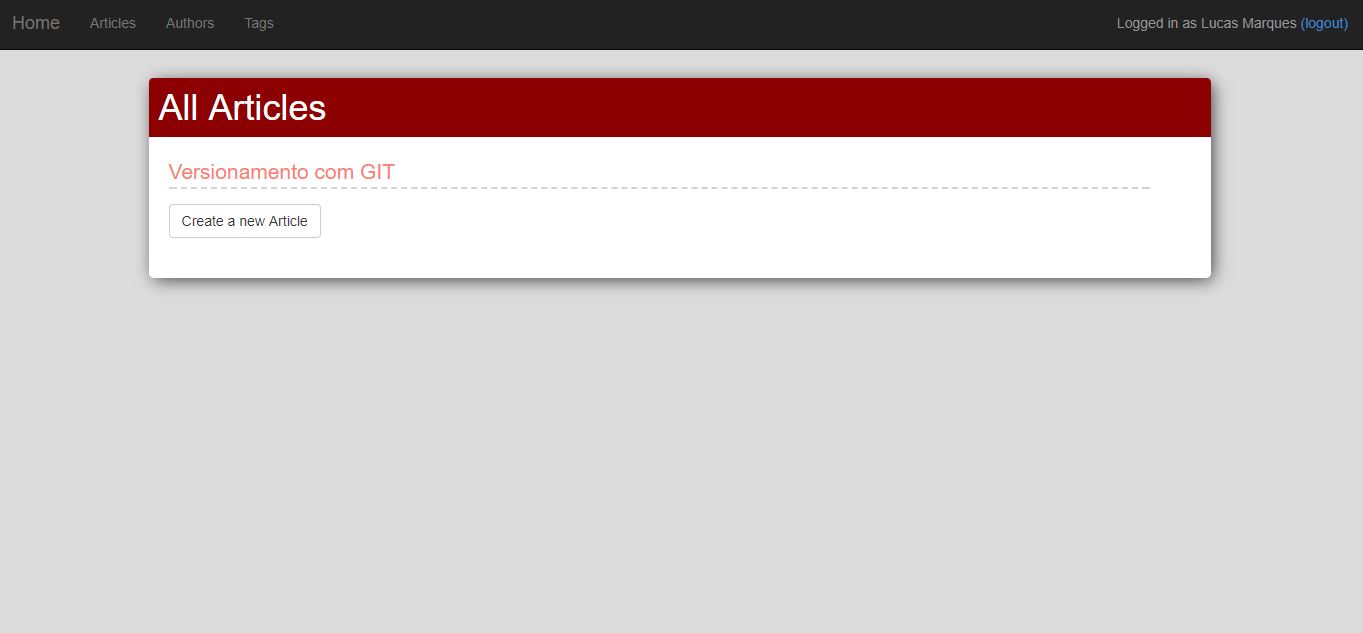 Home Articles Authors Tags Logged in as Lucas Marques (logout)
All Articles
Versionamento com GIT
Create a new Article